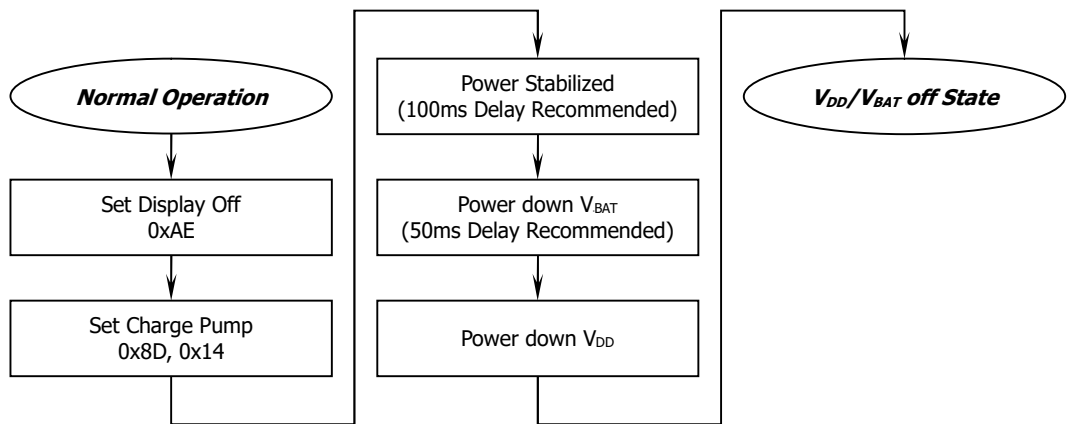 Normal Operation
Set Display Off
0xAE
Set Charge Pump
0x8D, 0x14
Power Stabilized
(100ms Delay Recommended)
Power down VBAT
(50ms Delay Recommended)
Power down VDD
VDD/VBAT off State